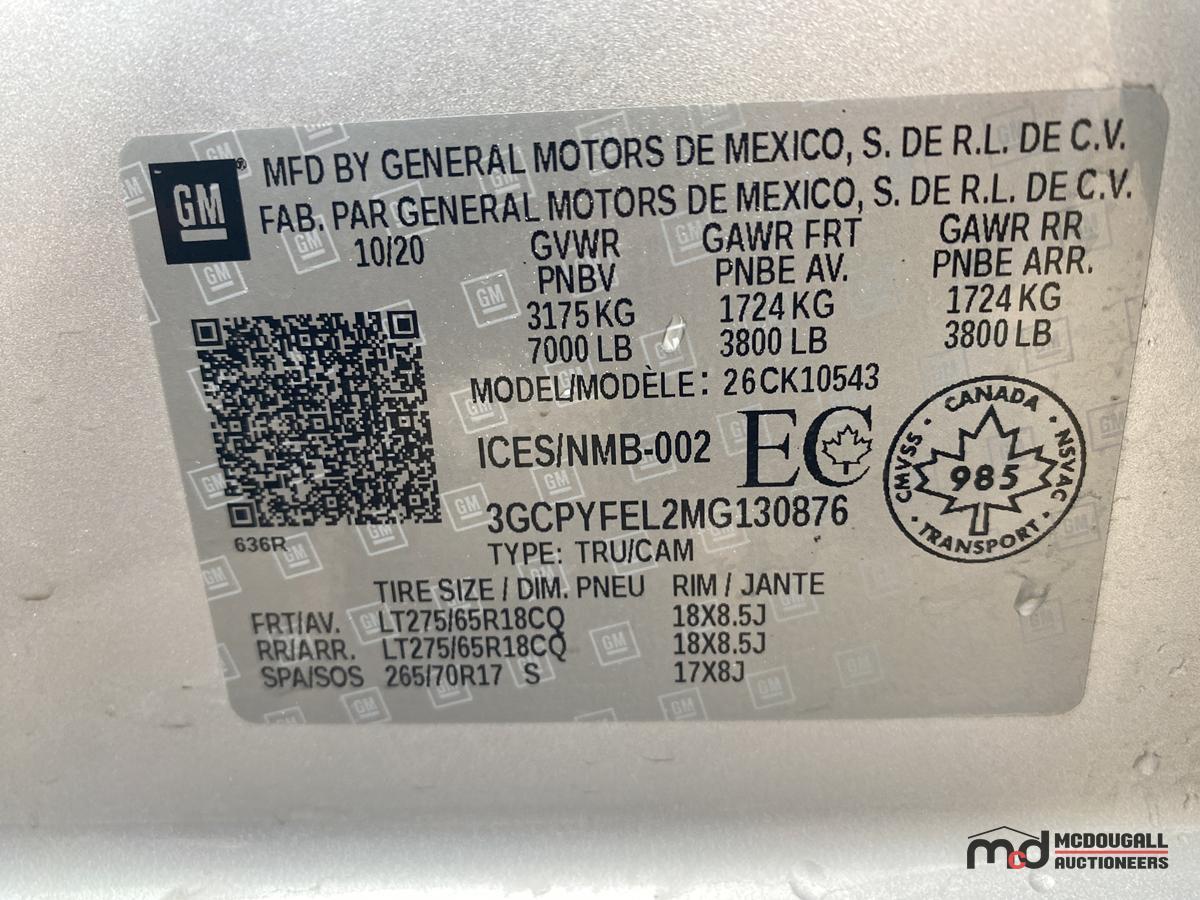 GM
MFD BY GENERAL MOTORS DE MEXICO, S. DE R.L. DE C.V.
FAB. PAR GENERAL MOTORS DE MEXICO, S. DE R.L. DE C.V.
10/20 GVWR GAWR FRT GAWR RR
PNBV PNBE AV. PNBE ARR.
3175 KG 1724 KG 1724 KG
7000 LB 3800 LB 3800 LB
MODEL/MODÈLE: 26CK10543
ICES/NMB-002 EC
CANADA
CMVSS 985 NSVAC
TRANSPORT
3GCPYFEL2MG130876
636R
TYPE: TRU/CAM
TIRE SIZE / DIM. PNEU RIM / JANTE
FRT/AV. LT275/65R18CQ 18X8.5J
RR/ARR. LT275/65R18CQ 18X8.5J
SPA/SOS 265/70R17 S 17X8J
mcd MCDOUGALL
AUCTIONEERS